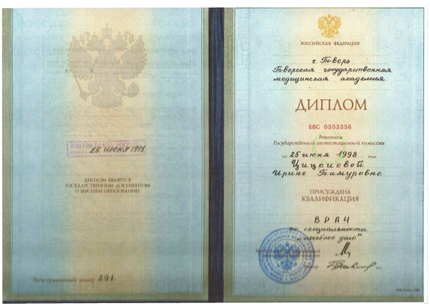 25 июня 1998.
ДИПЛОМ ЯВЛЯЕТСЯ
ГОСУДАРСТВЕННЫМ ДОКУМЕНТОМ
О ВЫСШЕМ ОБРАЗОВАНИИ
Регистрационный номер 291.
РОССИЙСКАЯ ФЕДЕРАЦИЯ
г. Тверь
Тверская государственная
медицинская академия
ДИПЛОМ
БВС 0303356
Решением
Государственной аттестационной комиссии
от 25 июня 1998 года
Ирине Тимуровне
ПРИСУЖДЕНА
КВАЛИФИКАЦИЯ
ВРАЧ
по специальности
"Лечебное дело"